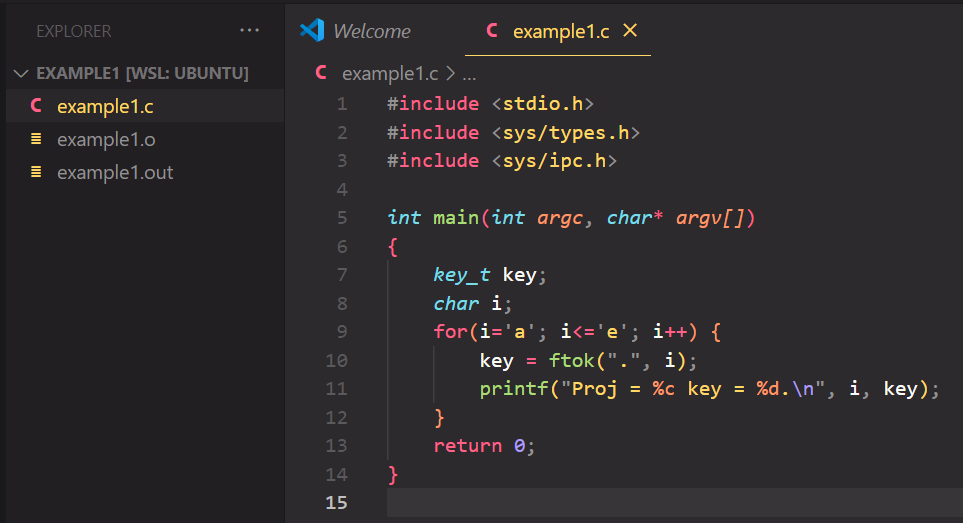 EXPLORER ...
EXAMPLE1 [WSL: UBUNTU]
C example1.c
example1.o
example1.out
Welcome
C example1.c ×
C example1.c > ...
1 #include <stdio.h>
2 #include <sys/types.h>
3 #include <sys/ipc.h>
4
5 int main(int argc, char* argv[])
6 {
7     key_t key;
8     char i;
9     for(i='a'; i<='e'; i++) {
10         key = ftok(".", i);
11         printf("Proj = %c key = %d.\n", i, key);
12     }
13     return 0;
14 }
15